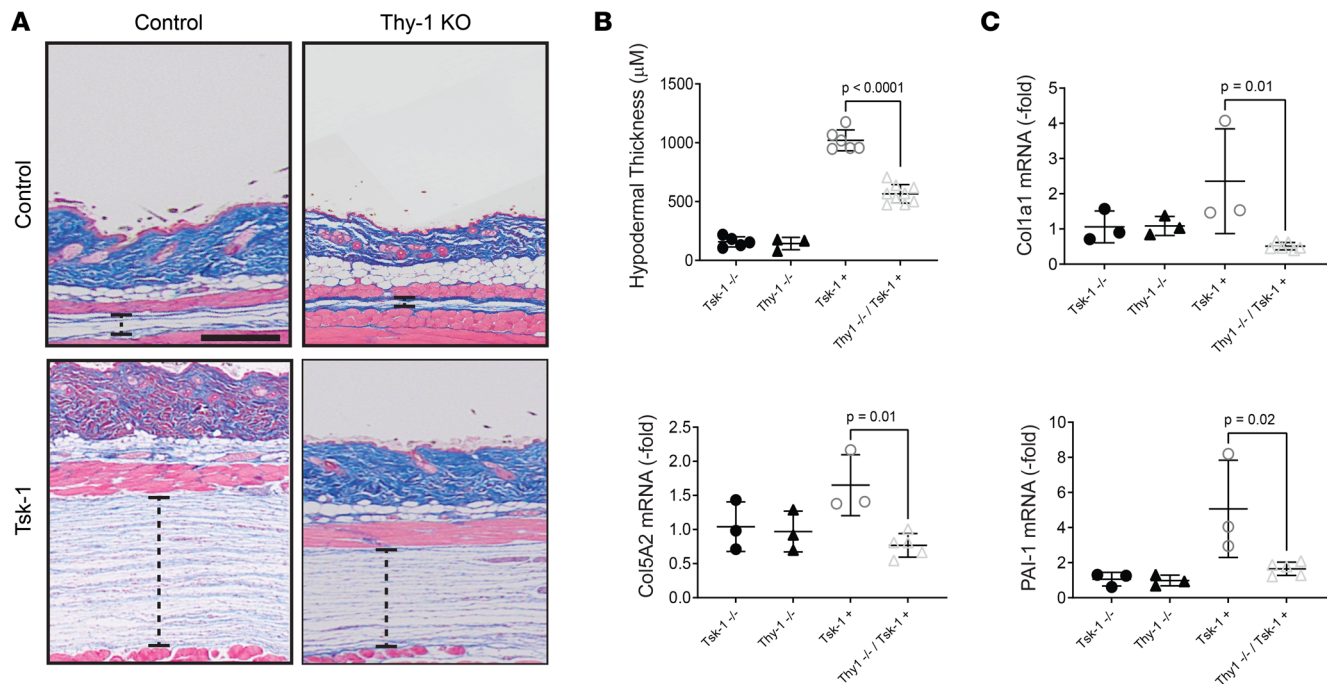 A
Control
Thy-1 KO
Control
Tsk-1
B
Hypodermal Thickness (μM)
1500
1000
500
0
p < 0.0001
Tsk-1 -/-
Thy-1 -/-
Tsk-1 +
Thy1 -/- / Tsk-1 +
C
Col1a1 mRNA (-fold)
5
4
3
2
1
0
p = 0.01
Tsk-1 -/-
Thy-1 -/-
Tsk-1 +
Thy1 -/- / Tsk-1 +
Col5A2 mRNA (-fold)
2.5
2.0
1.5
1.0
0.5
0.0
p = 0.01
Tsk-1 -/-
Thy-1 -/-
Tsk-1 +
Thy1 -/- / Tsk-1 +
PAI-1 mRNA (-fold)
10
8
6
4
2
0
p = 0.02
Tsk-1 -/-
Thy-1 -/-
Tsk-1 +
Thy1 -/- / Tsk-1 +